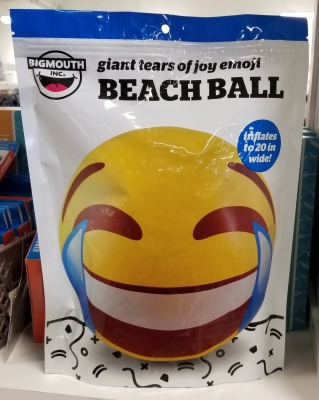 BIGMOUTH
INC.
giant tears of joy emoji
BEACH BALL
inflates
to 20 in
wide!